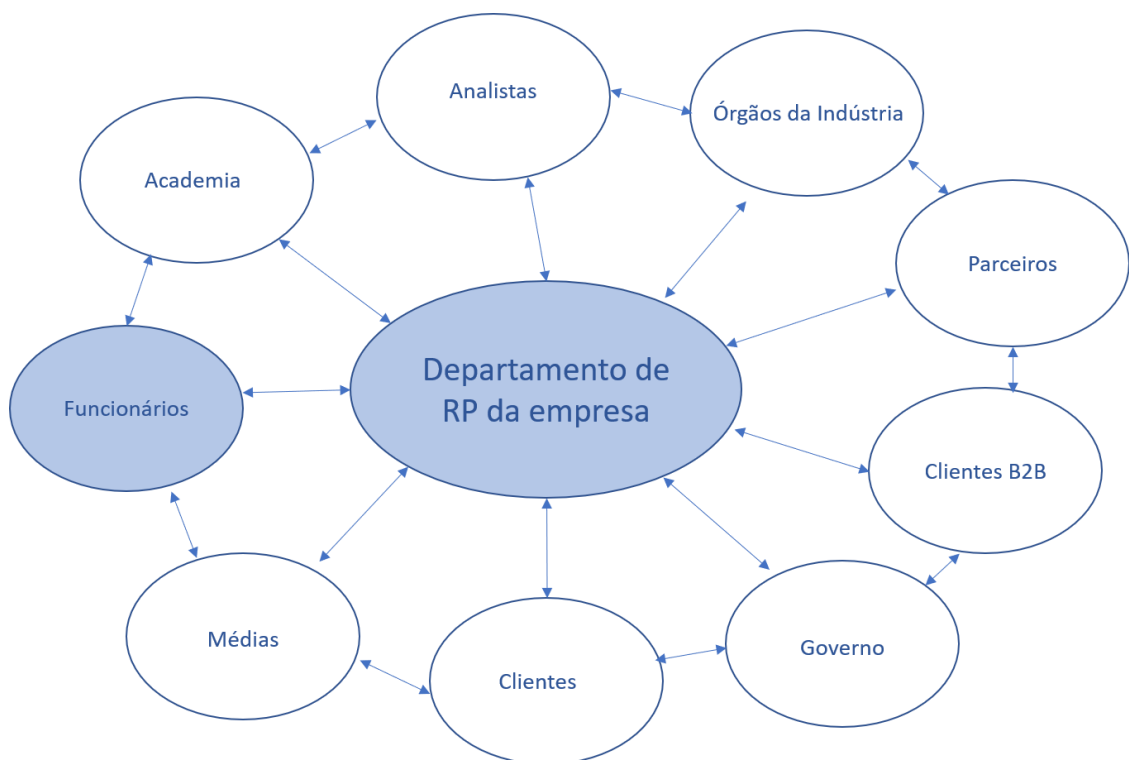 Analistas
Órgãos da Indústria
Academia
Parceiros
Departamento de
RP da empresa
Funcionários
Clientes B2B
Médias
Governo
Clientes